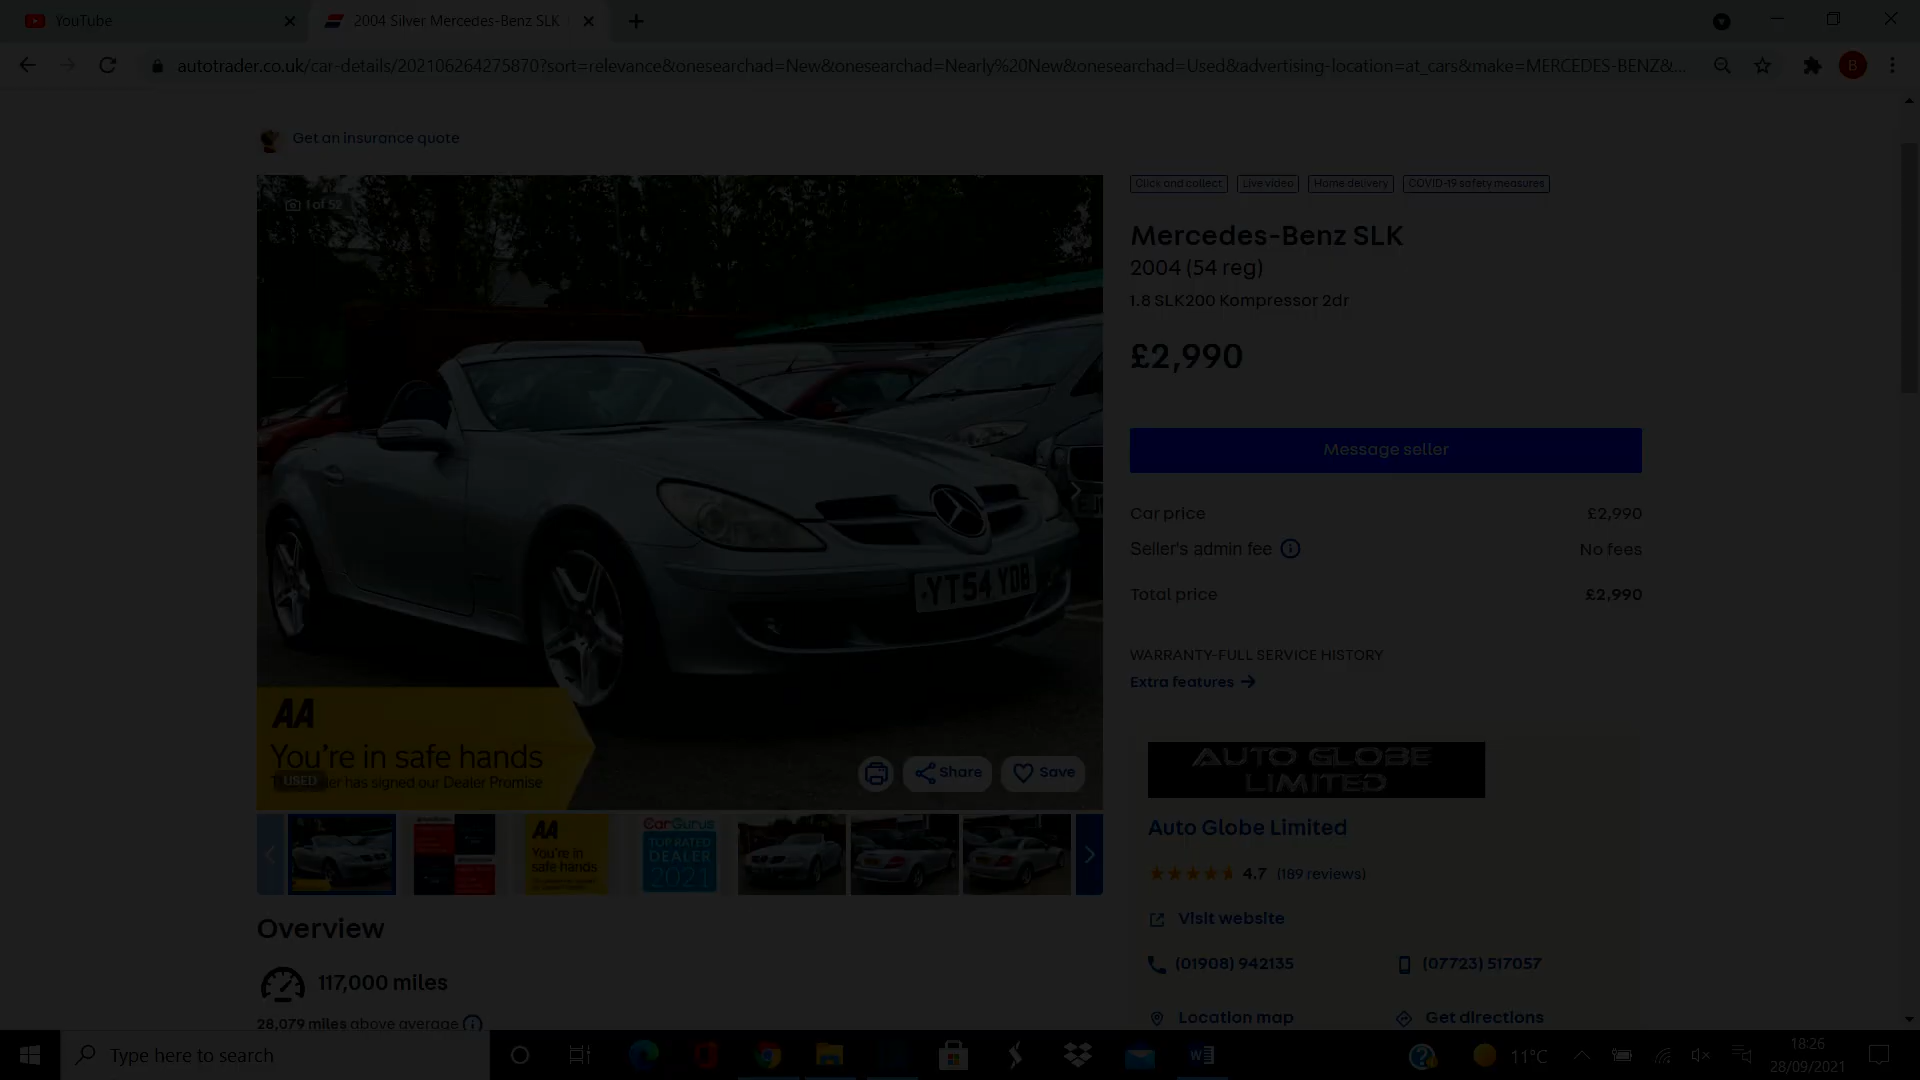 YouTube
2004 Silver Mercedes-Benz SLK
autotrader.co.uk/car-details/202106264275870?sort=relevance&onesearchad=New&onesearchad=Nearly%20New&onesearchad=Used&advertising-location=at_cars&make=MERCEDES-BENZ&...
B
Get an insurance quote
1 of 52
Click and collect
Live video
Home delivery
COVID-19 safety measures
Mercedes-Benz SLK
2004 (54 reg)
1.8 SLK200 Kompressor 2dr
£2,990
Message seller
Car price £2,990
Seller's admin fee No fees
Total price £2,990
WARRANTY-FULL SERVICE HISTORY
Extra features
YT54 YDB
AA
You're in safe hands
USED
has signed our Dealer Promise
Share
Save
AA
You're in
safe hands
CarGurus
TOP RATED
DEALER
2021
AUTO GLOBE
LIMITED
Auto Globe Limited
4.7 (189 reviews)
Visit website
(01908) 942135
(07723) 517057
Location map
Get directions
Overview
117,000 miles
28,079 miles above average
Type here to search
11°C
18:26
28/09/2021